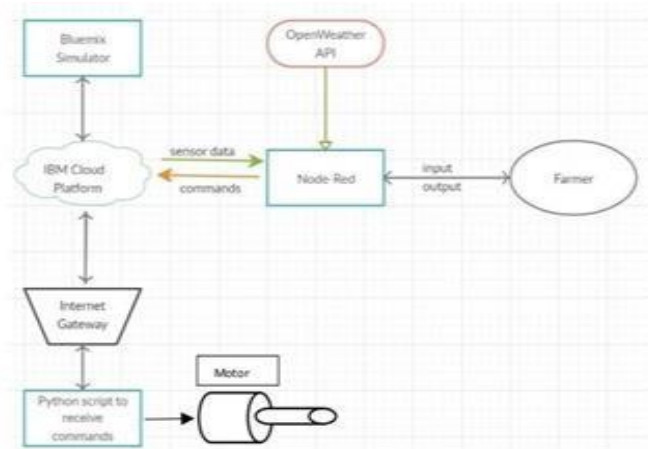 Bluemix
Simulator
OpenWeather
API
sensor data
IBM Cloud
Platform
commands
Node-Red
input
output
Farmer
Internet
Gateway
Motor
Python script to
receive
commands